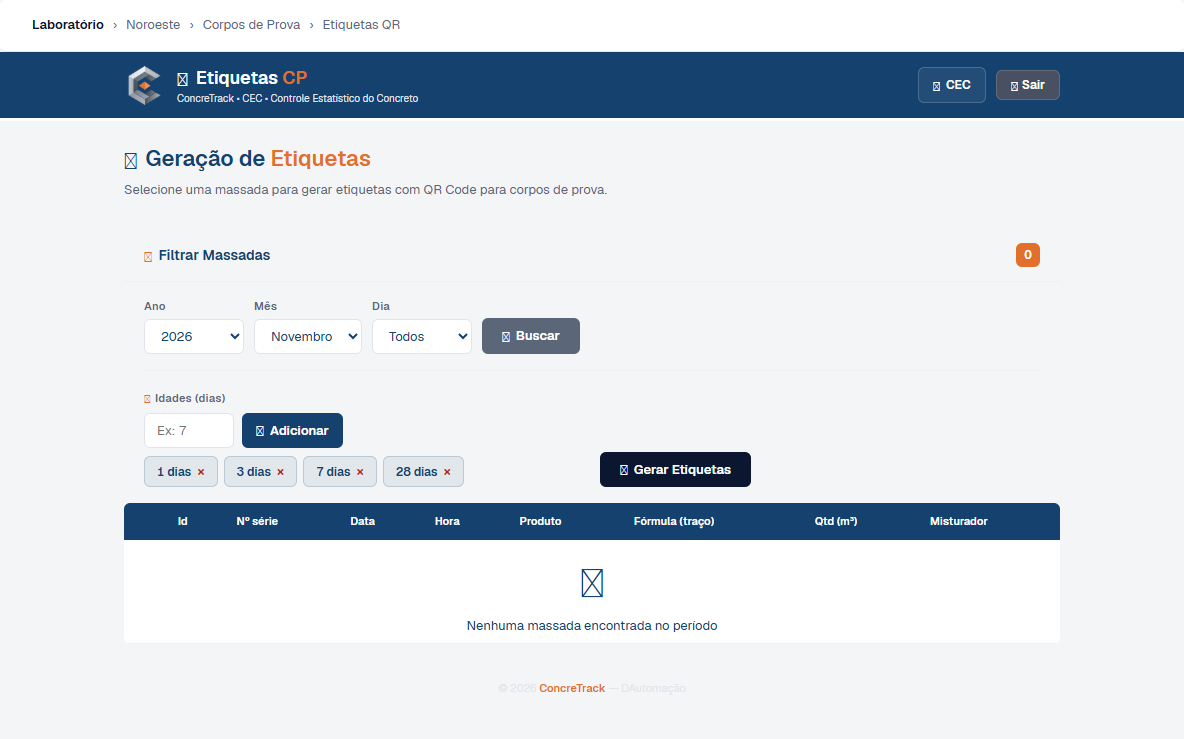 Laboratório › Noroeste › Corpos de Prova › Etiquetas QR
Etiquetas CP
ConcreTrack • CEC • Controle Estatístico do Concreto
CEC
Sair
Geração de Etiquetas
Selecione uma massada para gerar etiquetas com QR Code para corpos de prova.
Filtrar Massadas
0
Ano Mês Dia
2026 Novembro Todos Buscar
Idades (dias)
Ex: 7 Adicionar
1 dias × 3 dias × 7 dias × 28 dias × Gerar Etiquetas
Id Nº série Data Hora Produto Fórmula (traço) Qtd (m³) Misturador
Nenhuma massada encontrada no período
© 2026 ConcreTrack — DAutomação